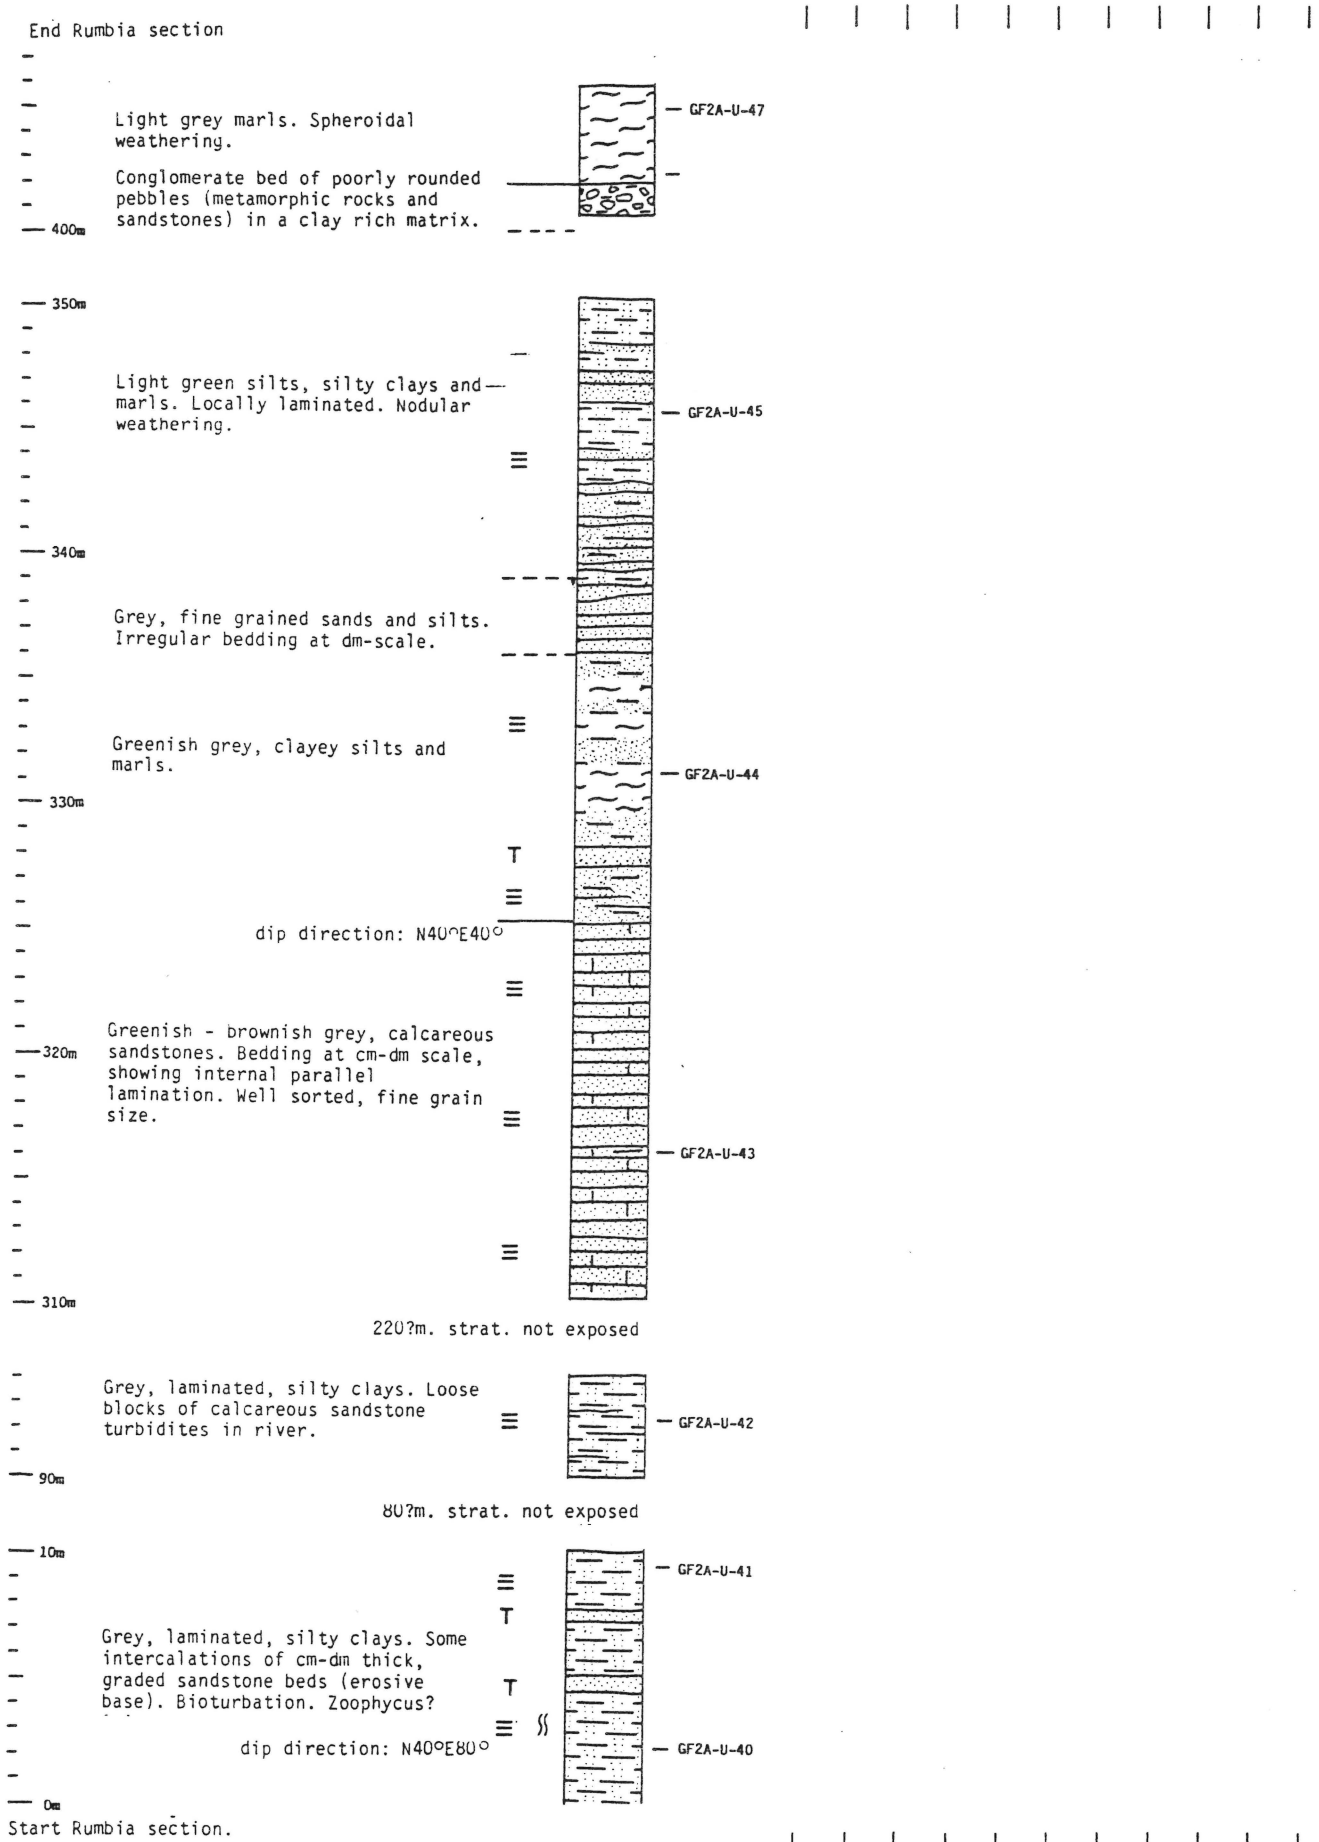 End Rumbia section
GF2A-U-47
Light grey marls. Spheroidal
weathering.
Conglomerate bed of poorly rounded
pebbles (metamorphic rocks and
sandstones) in a clay rich matrix.
400m
350m
Light green silts, silty clays and
marls. Locally laminated. Nodular
weathering.
GF2A-U-45
340m
Grey, fine grained sands and silts.
Irregular bedding at dm-scale.
Greenish grey, clayey silts and
marls.
GF2A-U-44
330m
T
dip direction: N40°E40°
Greenish - brownish grey, calcareous
sandstones. Bedding at cm-dm scale,
showing internal parallel
lamination. Well sorted, fine grain
size.
320m
GF2A-U-43
310m
220?m. strat. not exposed
Grey, laminated, silty clays. Loose
blocks of calcareous sandstone
turbidites in river.
GF2A-U-42
90m
80?m. strat. not exposed
10m
GF2A-U-41
T
Grey, laminated, silty clays. Some
intercalations of cm-dm thick,
graded sandstone beds (erosive
base). Bioturbation. Zoophycus?
T
dip direction: N40°E80°
GF2A-U-40
0m
Start Rumbia section.